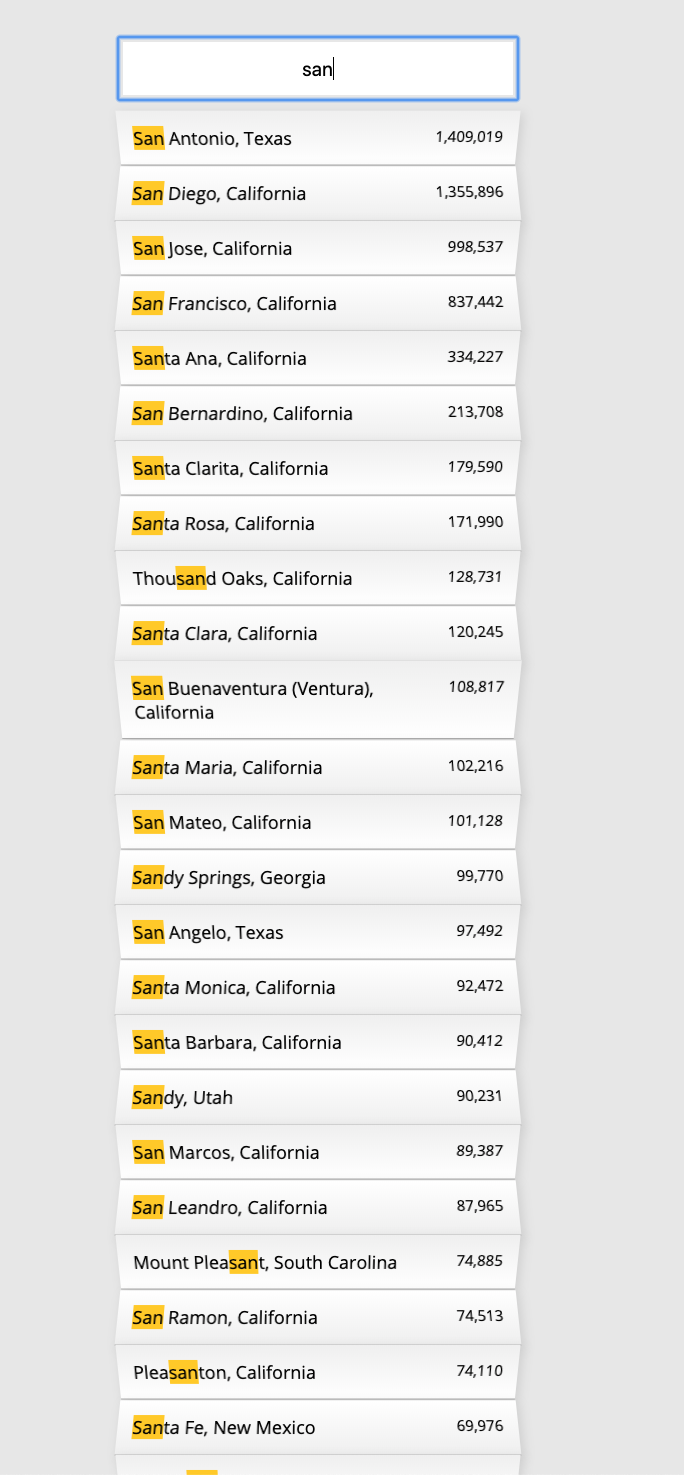 san
San Antonio, Texas 1,409,019
San Diego, California 1,355,896
San Jose, California 998,537
San Francisco, California 837,442
Santa Ana, California 334,227
San Bernardino, California 213,708
Santa Clarita, California 179,590
Santa Rosa, California 171,990
Thousand Oaks, California 128,731
Santa Clara, California 120,245
San Buenaventura (Ventura), 108,817
California
Santa Maria, California 102,216
San Mateo, California 101,128
Sandy Springs, Georgia 99,770
San Angelo, Texas 97,492
Santa Monica, California 92,472
Santa Barbara, California 90,412
Sandy, Utah 90,231
San Marcos, California 89,387
San Leandro, California 87,965
Mount Pleasant, South Carolina 74,885
San Ramon, California 74,513
Pleasanton, California 74,110
Santa Fe, New Mexico 69,976